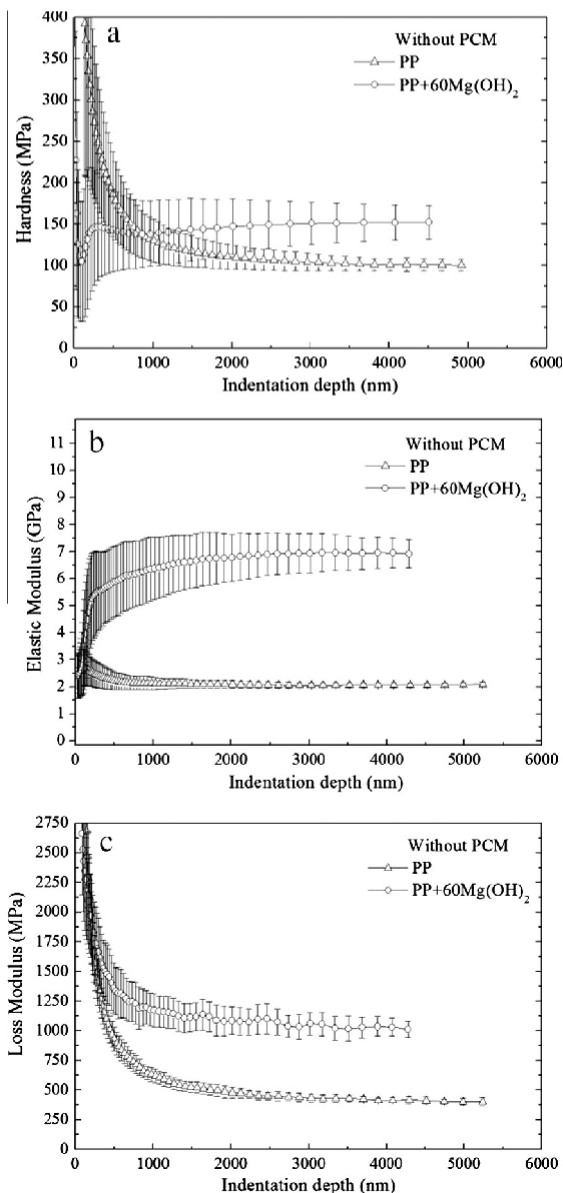 a
Without PCM
PP
PP+60Mg(OH)2
Hardness (MPa)
400
350
300
250
200
150
100
50
0
0 1000 2000 3000 4000 5000 6000
Indentation depth (nm)
b
Without PCM
PP
PP+60Mg(OH)2
Elastic Modulus (GPa)
11
10
9
8
7
6
5
4
3
2
1
0
0 1000 2000 3000 4000 5000 6000
Indentation depth (nm)
c
Without PCM
PP
PP+60Mg(OH)2
Loss Modulus (MPa)
2750
2500
2250
2000
1750
1500
1250
1000
750
500
250
0
0 1000 2000 3000 4000 5000 6000
Indentation depth (nm)